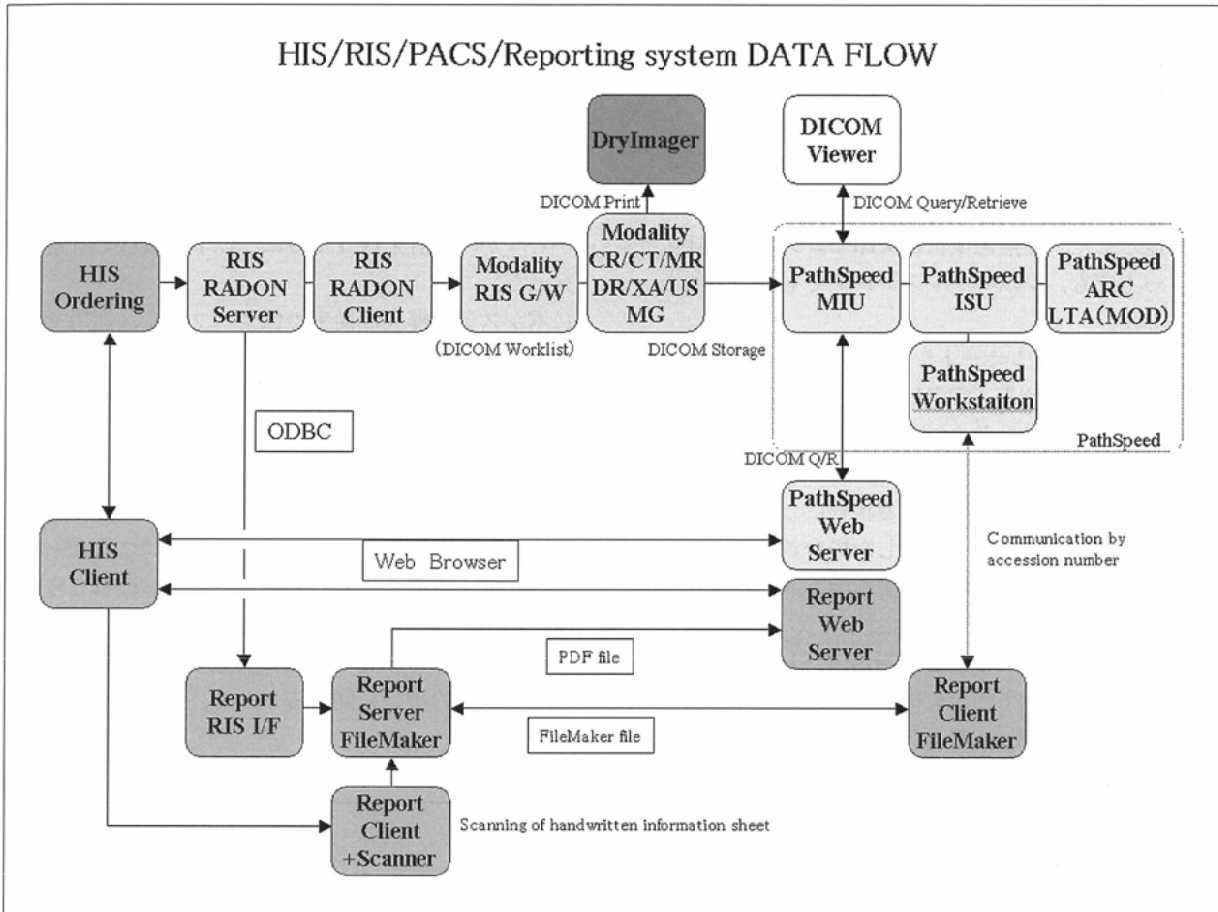 HIS/RIS/PACS/Reporting system DATA FLOW
DryImager
DICOM
Viewer
DICOM Print
DICOM Query/Retrieve
HIS
Ordering
RIS
RADON
Server
RIS
RADON
Client
Modality
RIS G/W
(DICOM Worklist)
Modality
CR/CT/MR
DR/XA/US
MG
DICOM Storage
PathSpeed
MIU
PathSpeed
ISU
PathSpeed
ARC
LTA(MOD)
PathSpeed
Workstaiton
PathSpeed
ODBC
DICOM Q/R
HIS
Client
Web Browser
PathSpeed
Web
Server
Communication by
accession number
Report
Web
Server
PDF file
Report
RIS I/F
Report
Server
FileMaker
FileMaker file
Report
Client
FileMaker
Report
Client
+Scanner
Scanning of handwritten information sheet